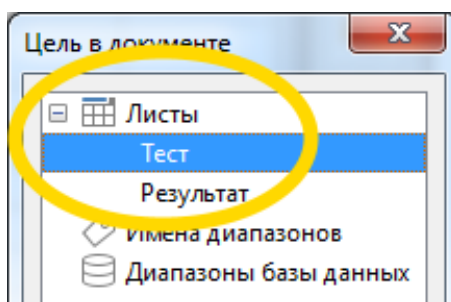 Цель в документе
Листы
Тест
Результат
Имена диапазонов
Диапазоны базы данных